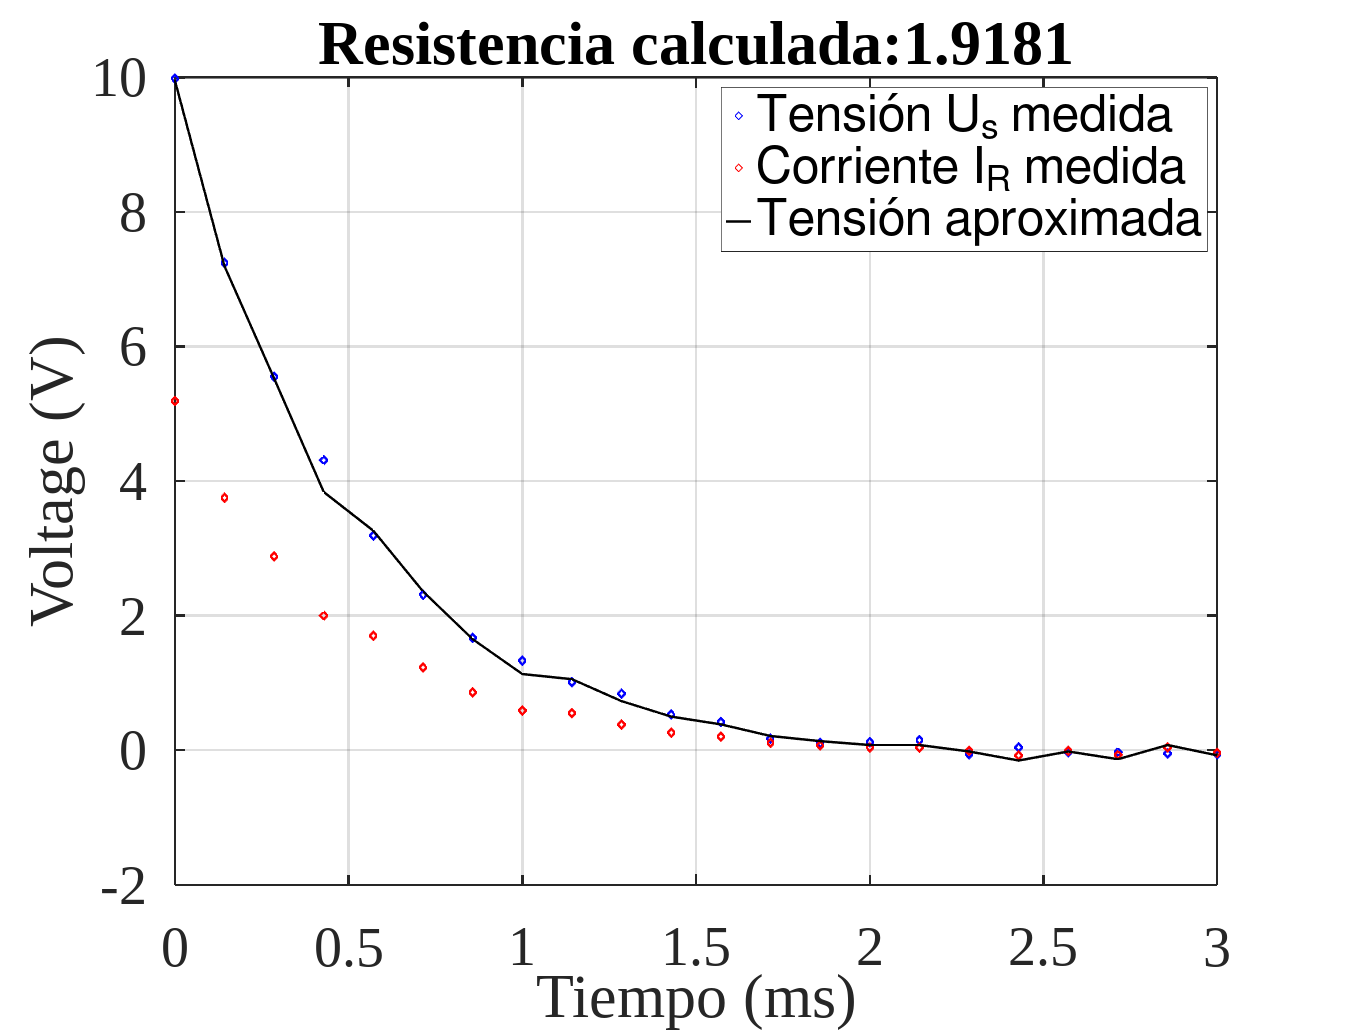 Resistencia calculada:1.9181
10
8
6
4
2
0
-2
Voltage (V)
Tensión Us medida
Corriente IR medida
Tensión aproximada
0 0.5 1 1.5 2 2.5 3
Tiempo (ms)